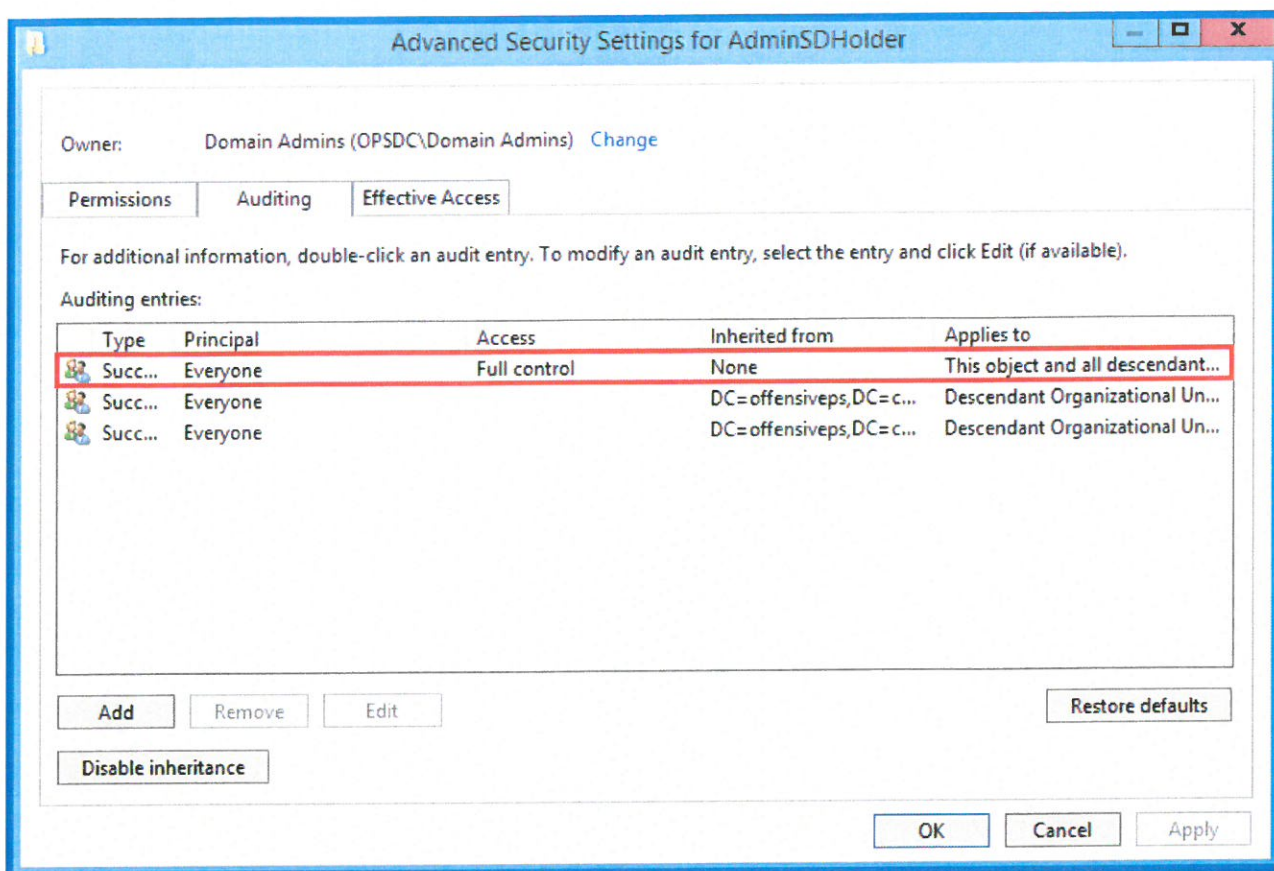 Advanced Security Settings for AdminSDHolder
Owner: Domain Admins (OPSDC\Domain Admins) Change
Permissions Auditing Effective Access
For additional information, double-click an audit entry. To modify an audit entry, select the entry and click Edit (if available).
Auditing entries:
Type Principal Access Inherited from Applies to
Succ... Everyone Full control None This object and all descendant...
Succ... Everyone DC=offensiveps,DC=c... Descendant Organizational Un...
Succ... Everyone DC=offensiveps,DC=c... Descendant Organizational Un...
Add Remove Edit Restore defaults
Disable inheritance
OK Cancel Apply